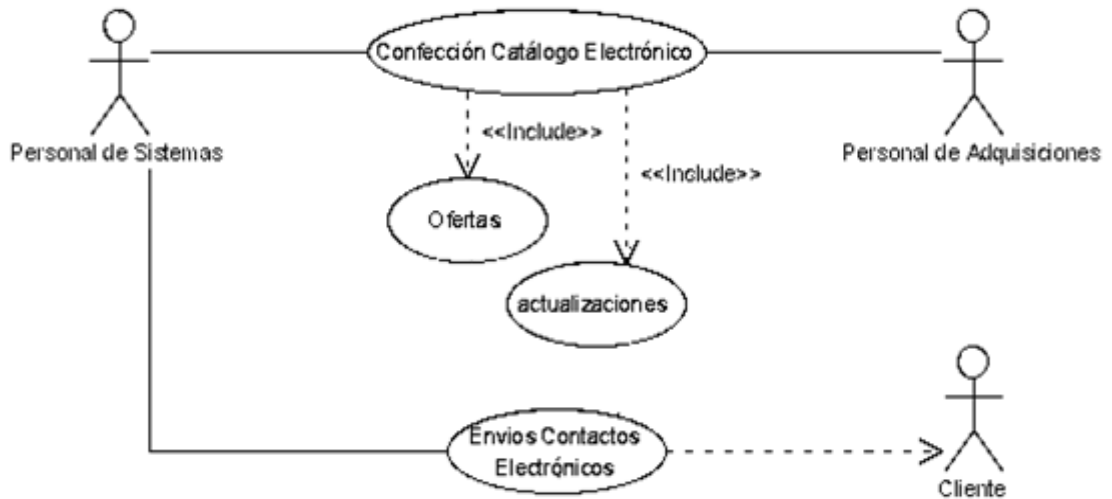 Confección Catálogo Electrónico
<<Include>>
Personal de Sistemas
Personal de Adquisiciones
<<Include>>
Ofertas
actualizaciones
Envios Contactos
Electrónicos
Cliente